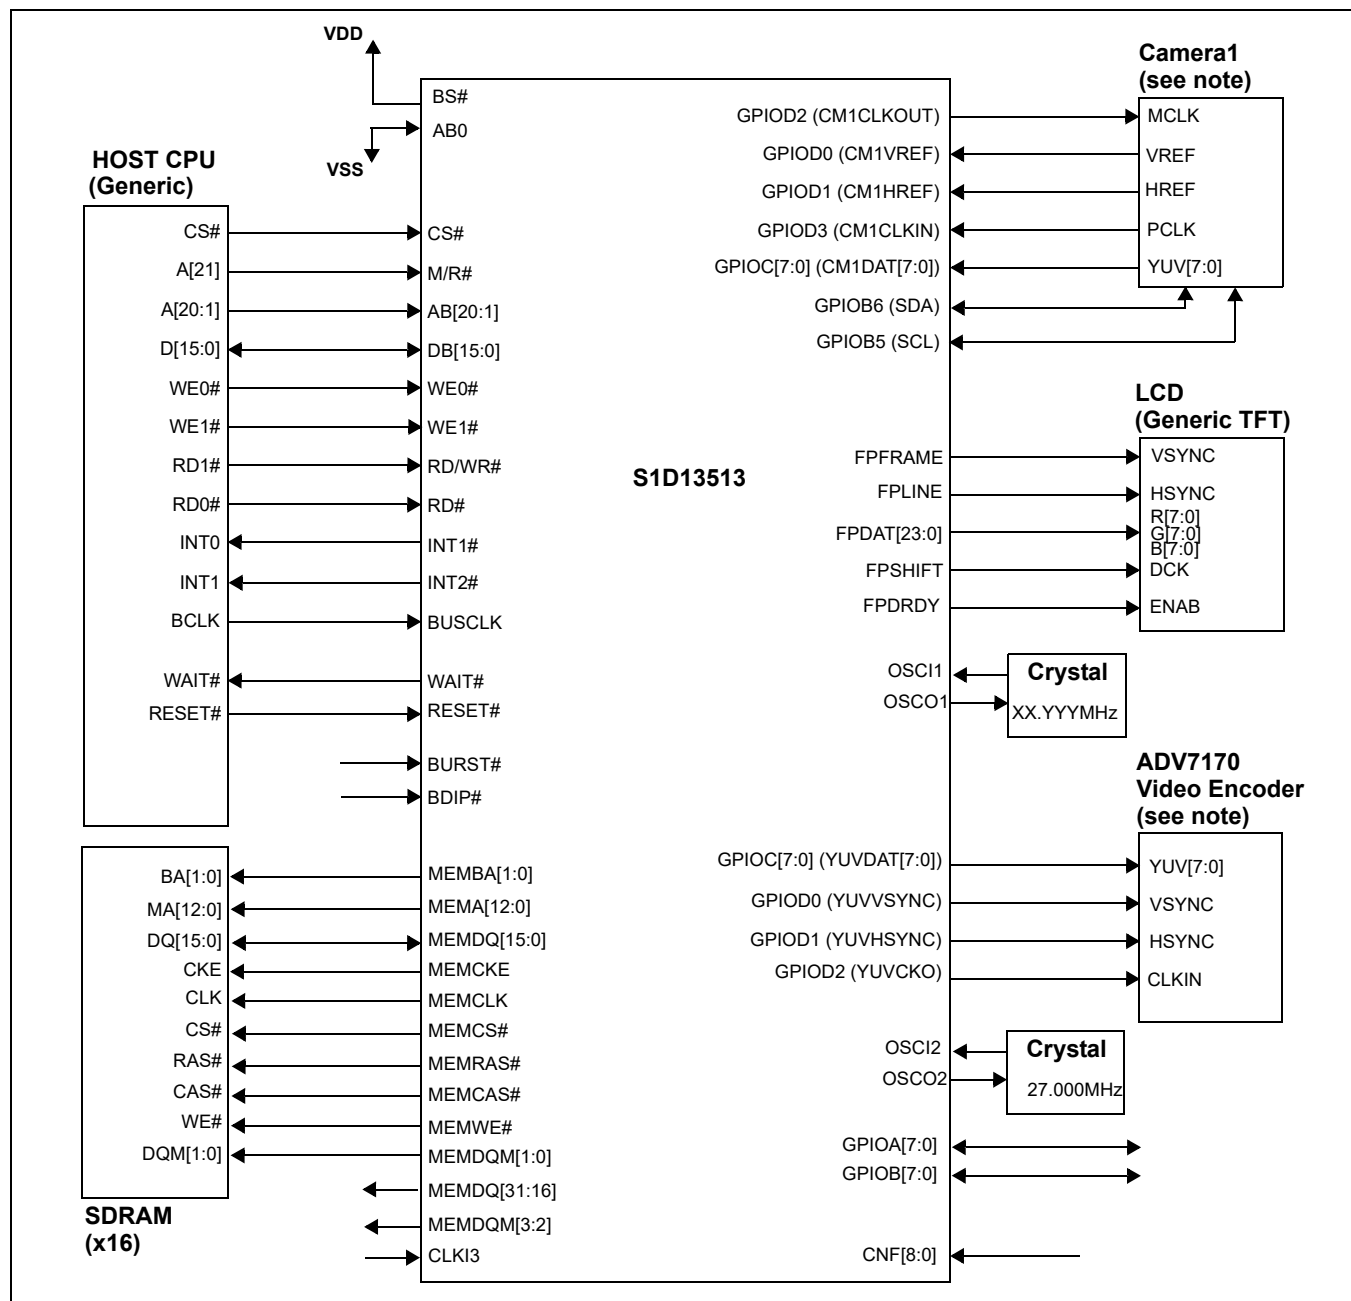 VDD
BS#
AB0
VSS
HOST CPU
(Generic)
CS#
A[21]
A[20:1]
D[15:0]
WE0#
WE1#
RD1#
RD0#
INT0
INT1
BCLK
WAIT#
RESET#
CS#
M/R#
AB[20:1]
DB[15:0]
WE0#
WE1#
RD/WR#
RD#
INT1#
INT2#
BUSCLK
WAIT#
RESET#
BURST#
BDIP#
BA[1:0]
MA[12:0]
DQ[15:0]
CKE
CLK
CS#
RAS#
CAS#
WE#
DQM[1:0]
SDRAM
(x16)
MEMBA[1:0]
MEMA[12:0]
MEMDQ[15:0]
MEMCKE
MEMCLK
MEMCS#
MEMRAS#
MEMCAS#
MEMWE#
MEMDQM[1:0]
MEMDQ[31:16]
MEMDQM[3:2]
CLKI3
S1D13513
GPIOD2 (CM1CLKOUT)
GPIOD0 (CM1VREF)
GPIOD1 (CM1HREF)
GPIOD3 (CM1CLKIN)
GPIOC[7:0] (CM1DAT[7:0])
GPIOB6 (SDA)
GPIOB5 (SCL)
Camera1
(see note)
MCLK
VREF
HREF
PCLK
YUV[7:0]
FPFRAME
FPLINE
FPDAT[23:0]
FPSHIFT
FPDRDY
LCD
(Generic TFT)
VSYNC
HSYNC
R[7:0]
G[7:0]
B[7:0]
DCK
ENAB
OSCI1
OSCO1
Crystal
XX.YYYMHz
ADV7170
Video Encoder
(see note)
GPIOC[7:0] (YUVDAT[7:0])
GPIOD0 (YUVVSYNC)
GPIOD1 (YUVHSYNC)
GPIOD2 (YUVCKO)
YUV[7:0]
VSYNC
HSYNC
CLKIN
OSCI2
OSCO2
Crystal
27.000MHz
GPIOA[7:0]
GPIOB[7:0]
CNF[8:0]